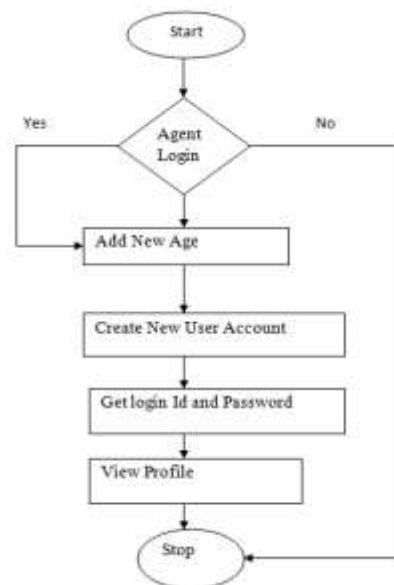 Start
Yes
No
Agent
Login
Add New Age
Create New User Account
Get login Id and Password
View Profile
Stop